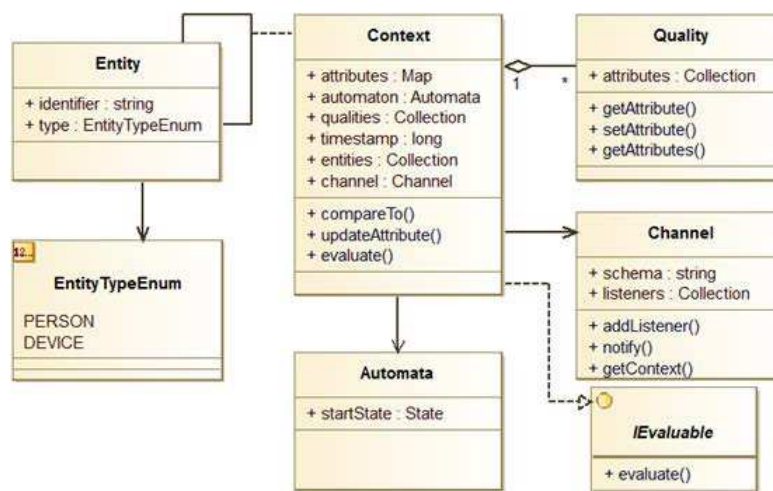 Entity
+ identifier : string
+ type : EntityTypeEnum
12...
EntityTypeEnum
PERSON
DEVICE
Context
+ attributes : Map
+ automaton : Automata
+ qualities : Collection
+ timestamp : long
+ entities : Collection
+ channel : Channel
+ compareTo()
+ updateAttribute()
+ evaluate()
1
*
Quality
+ attributes : Collection
+ getAttribute()
+ setAttribute()
+ getAttributes()
Channel
+ schema : string
+ listeners : Collection
+ addListener()
+ notify()
+ getContext()
Automata
+ startState : State
IEvaluable
+ evaluate()